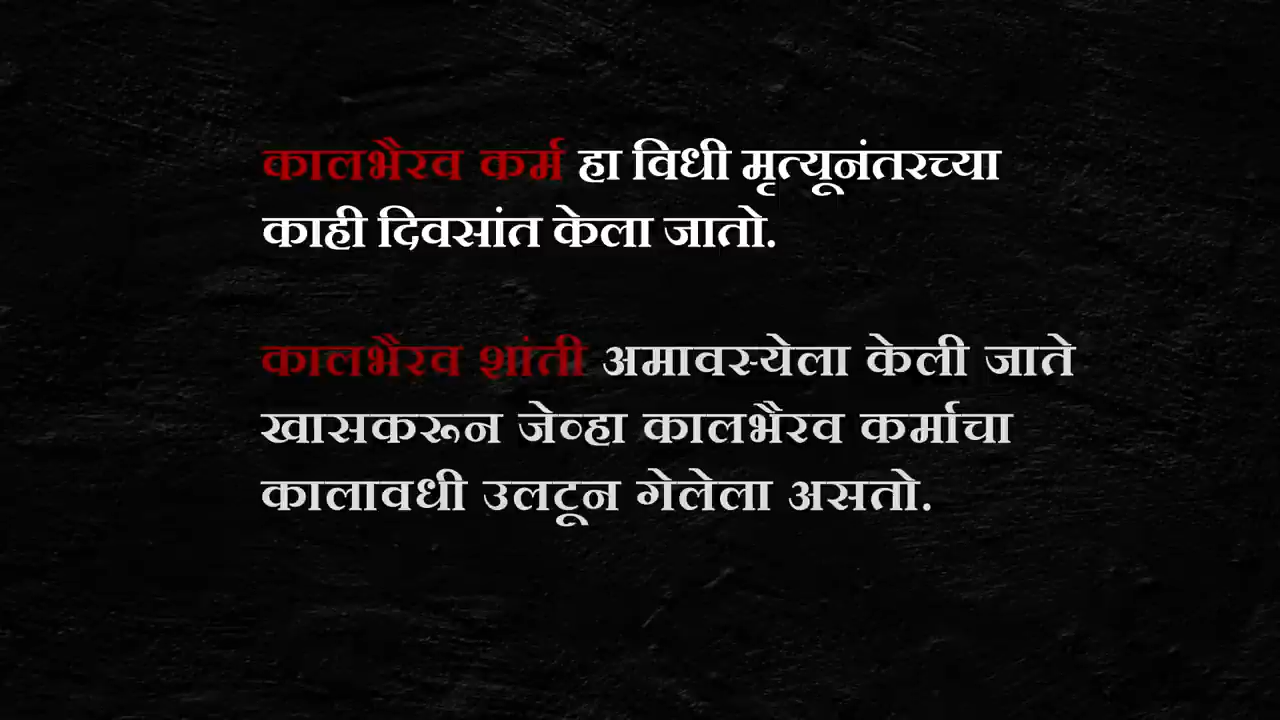 कालभैरव कर्म हा विधी मृत्यूनंतरच्या
काही दिवसांत केला जातो.
कालभैरव शांती अमावस्येला केली जाते
खासकरून जेव्हा कालभैरव कर्माचा
कालावधी उलटून गेलेला असतो.